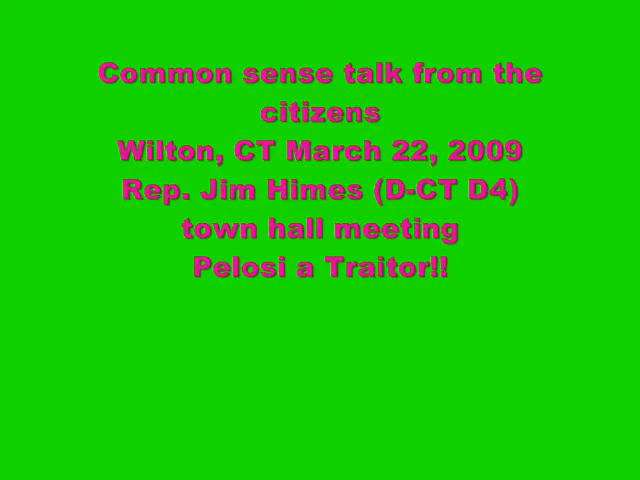 Common sense talk from the
citizens
Wilton, CT March 22, 2009
Rep. Jim Himes (D-CT D4)
town hall meeting
Pelosi a Traitor!!